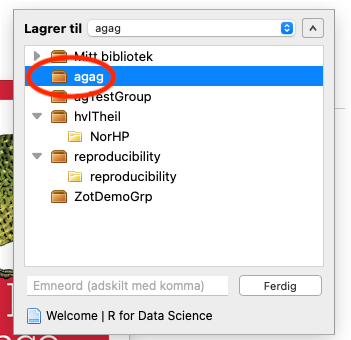 Lagrer til agag
Mitt bibliotek
agag
agTestGroup
hvlTheil
NorHP
reproducibility
reproducibility
ZotDemoGrp
Emneord (adskilt med komma) Ferdig
Welcome | R for Data Science